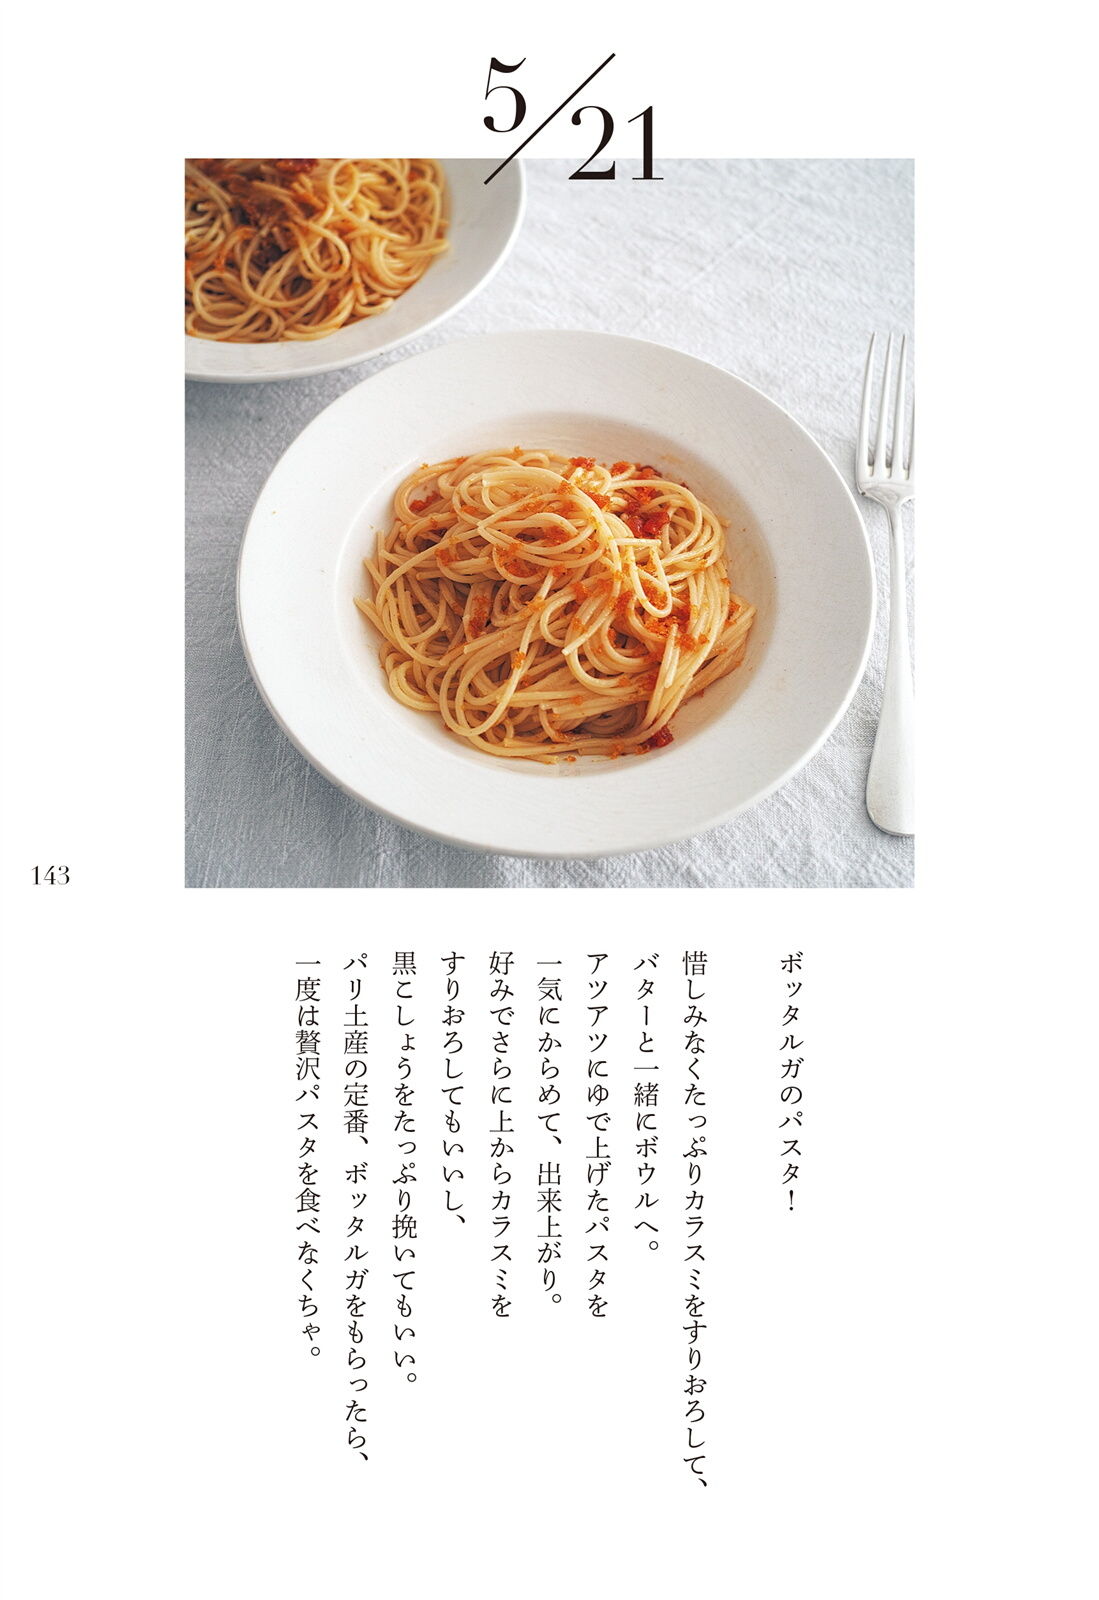 5/21
ボッタルガのパスタ！
惜しみなくたっぷりカラスミをすりおろして、
バターと一緒にボウルへ。
アツアツにゆで上げたパスタを
一気にからめて、出来上がり。
好みでさらに上からカラスミを
すりおろしてもいいし、
黒こしょうをたっぷり挽いてもいい。
パリ土産の定番、ボッタルガをもらったら、
一度は贅沢パスタを食べなくちゃ。
143